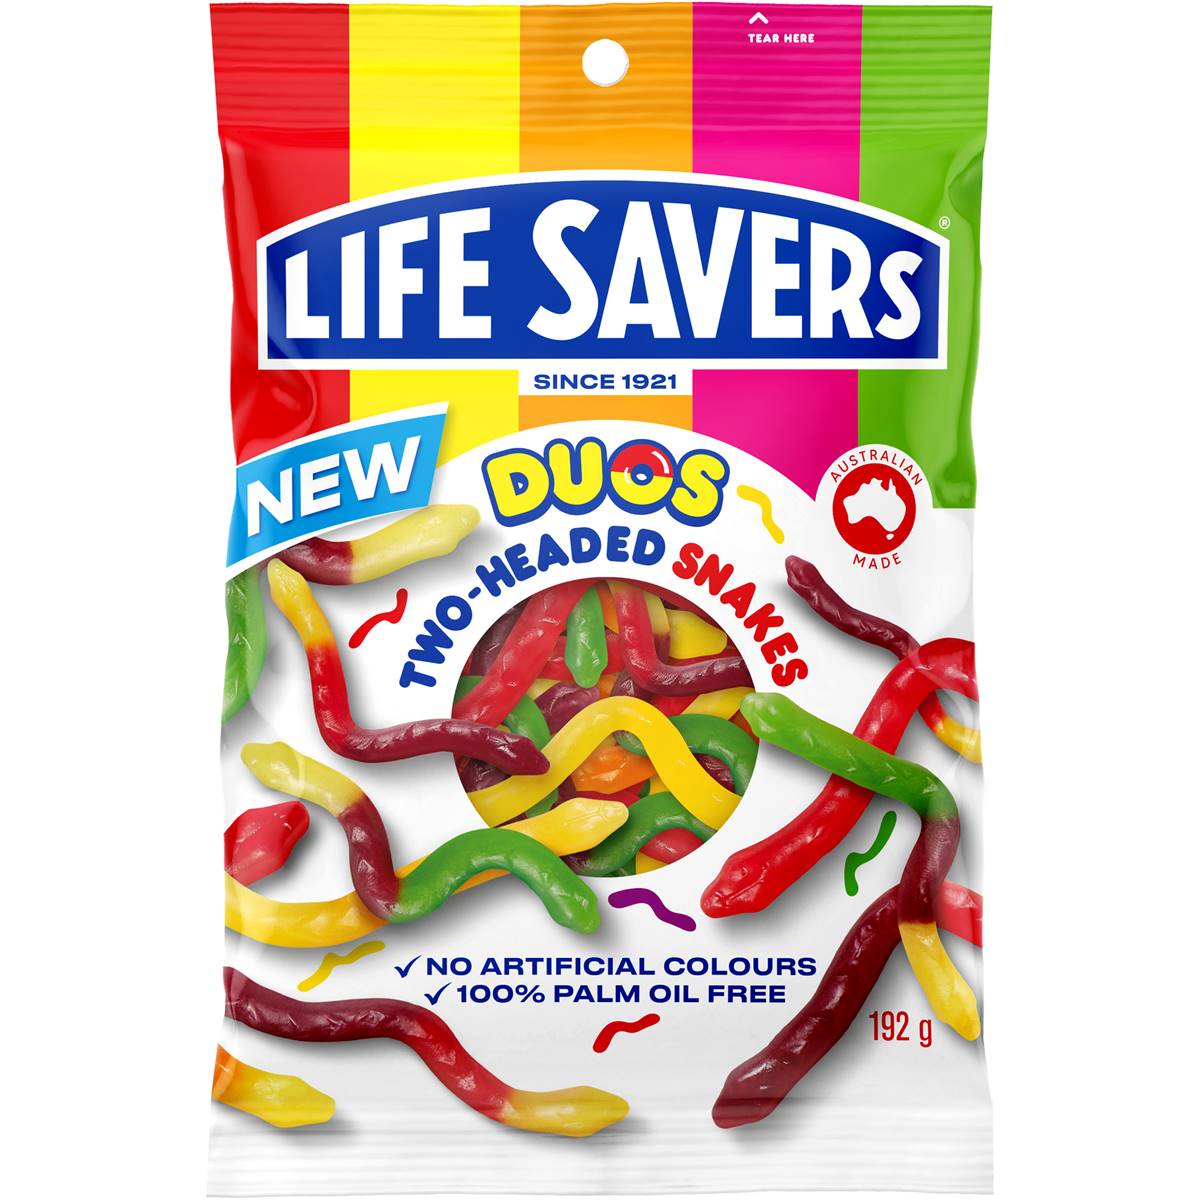 TEAR HERE
LIFE SAVERS®
SINCE 1921
NEW
DUOS
TWO-HEADED SNAKES
AUSTRALIAN
MADE
✓ NO ARTIFICIAL COLOURS
✓ 100% PALM OIL FREE
192 g